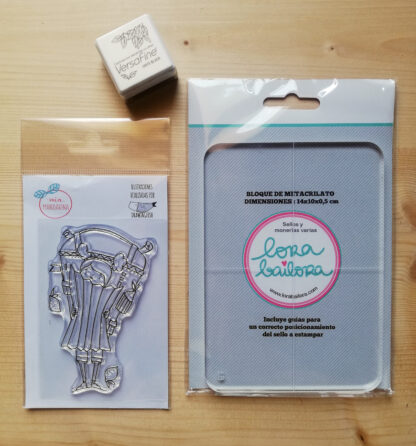 VersaFine
BLOQUE DE METACRILATO
DIMENSIONES : 14x10x0,5 cm
Sellos y
monerías varias
lora
bailora
www.lorabailora.com
Incluye guías para
un correcto posicionamiento
del sello a estampar
MANDARINA
ILUSTRACIONES